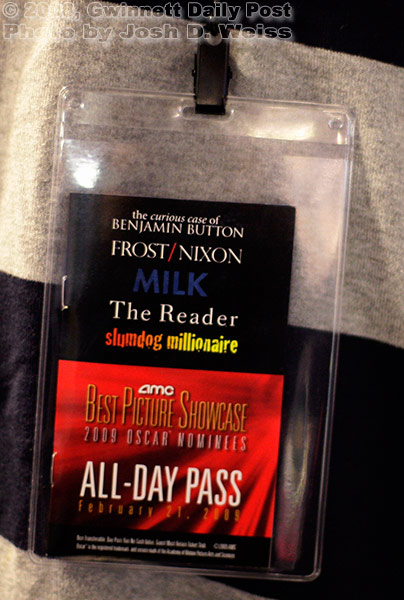 Gwinnett Daily Post
Photo by Josh D. Weiss
the curious case of
BENJAMIN BUTTON
FROST/NIXON
MILK
The Reader
slumdog millionaire
amc
BEST PICTURE SHOWCASE
2009 OSCAR NOMINEES
ALL-DAY PASS
February 21, 2009